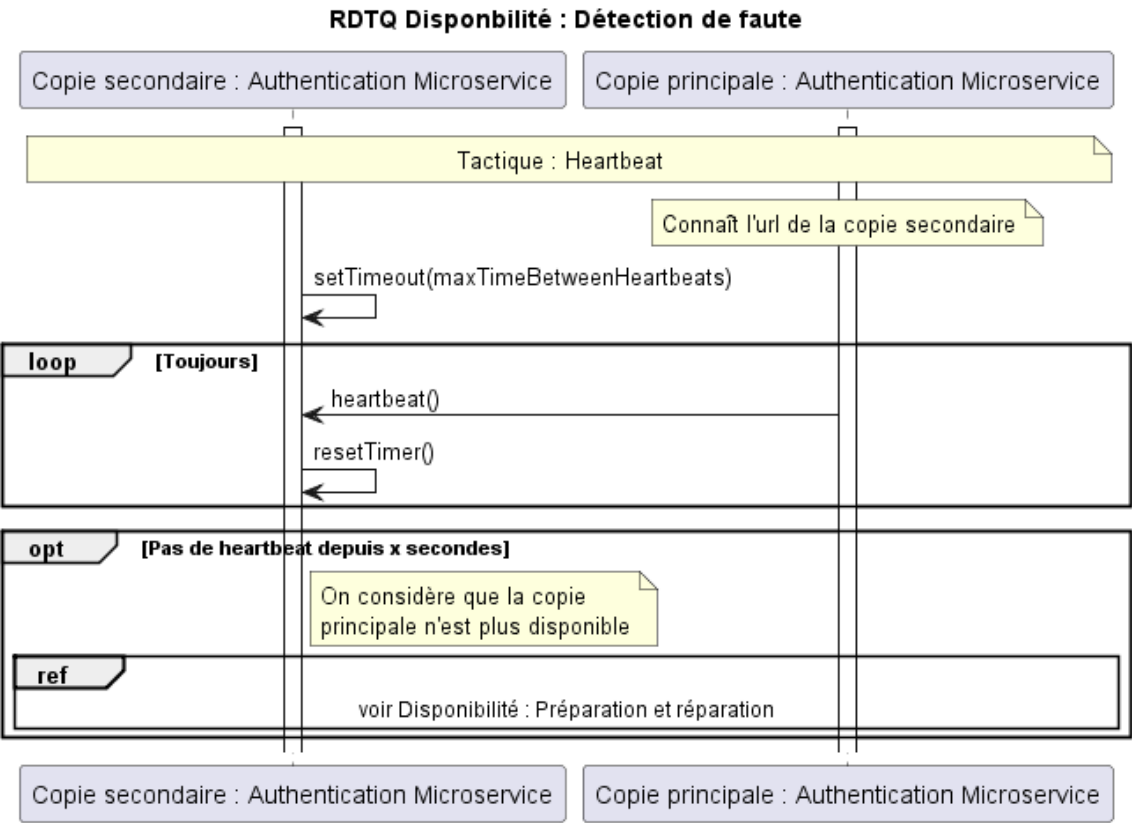 RDTQ Disponbilité : Détection de faute
Copie secondaire : Authentication Microservice
Copie principale : Authentication Microservice
Tactique : Heartbeat
Connaît l'url de la copie secondaire
setTimeout(maxTimeBetweenHeartbeats)
loop
[Toujours]
heartbeat()
resetTimer()
opt
[Pas de heartbeat depuis x secondes]
On considère que la copie
principale n'est plus disponible
ref
voir Disponibilité : Préparation et réparation
Copie secondaire : Authentication Microservice
Copie principale : Authentication Microservice